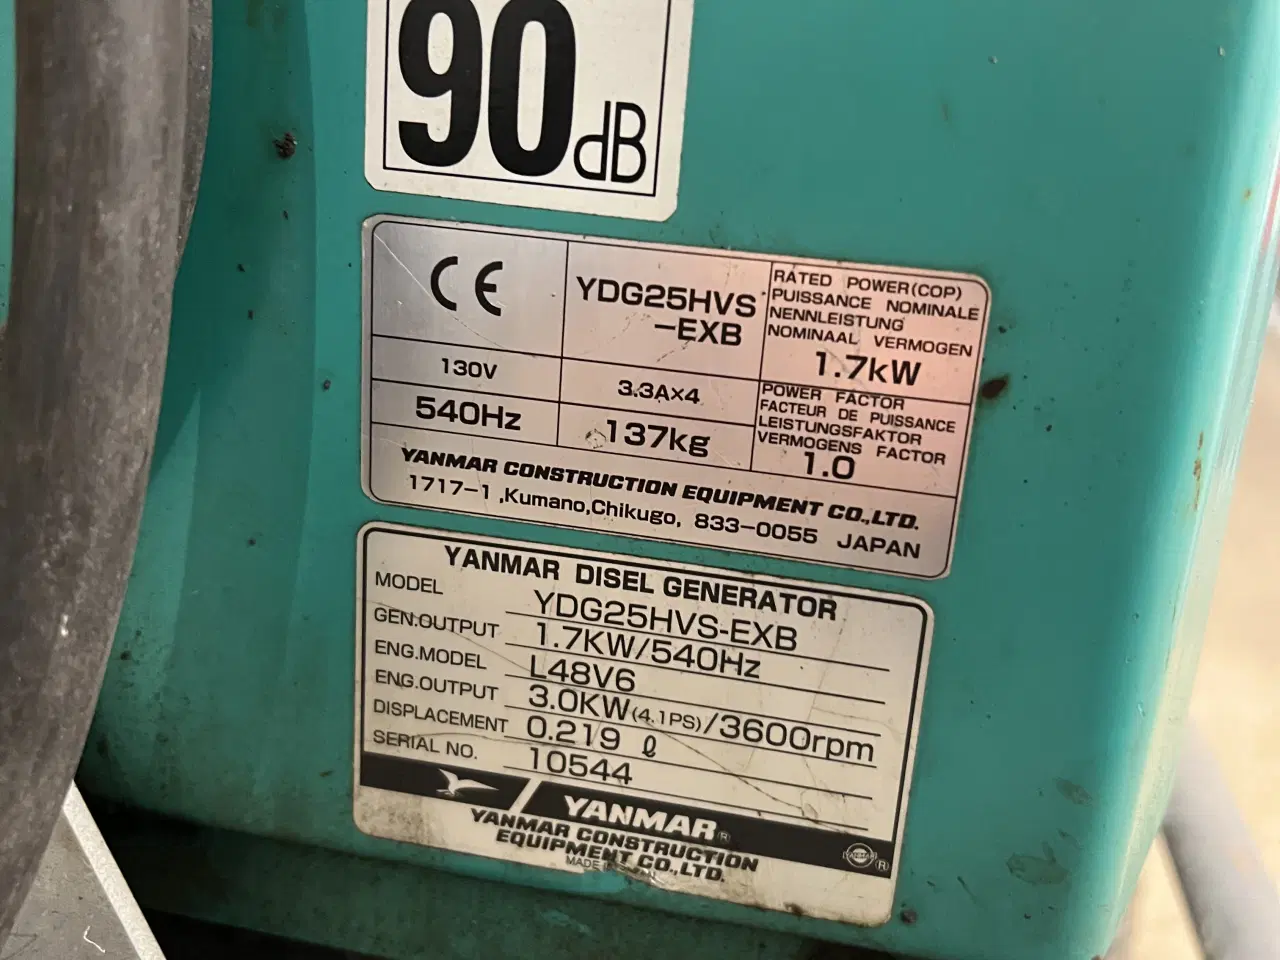 90dB
CE
YDG25HVS
-EXB
RATED POWER(COP)
PUISSANCE NOMINALE
NENNLEISTUNG
NOMINAAL VERMOGEN
1.7kW
130V
3.3A×4
POWER FACTOR
FACTEUR DE PUISSANCE
LEISTUNGSFAKTOR
VERMOGENS FACTOR
1.0
540Hz
137kg
YANMAR CONSTRUCTION EQUIPMENT CO.,LTD.
1717-1 ,Kumano,Chikugo, 833-0055 JAPAN
YANMAR DISEL GENERATOR
MODEL YDG25HVS-EXB
GEN.OUTPUT 1.7KW/540Hz
ENG.MODEL L48V6
ENG.OUTPUT 3.0KW(4.1PS)/3600rpm
DISPLACEMENT 0.219 ℓ
SERIAL NO. 10544
YANMAR®
YANMAR ®
YANMAR CONSTRUCTION
EQUIPMENT CO.,LTD.
MADE